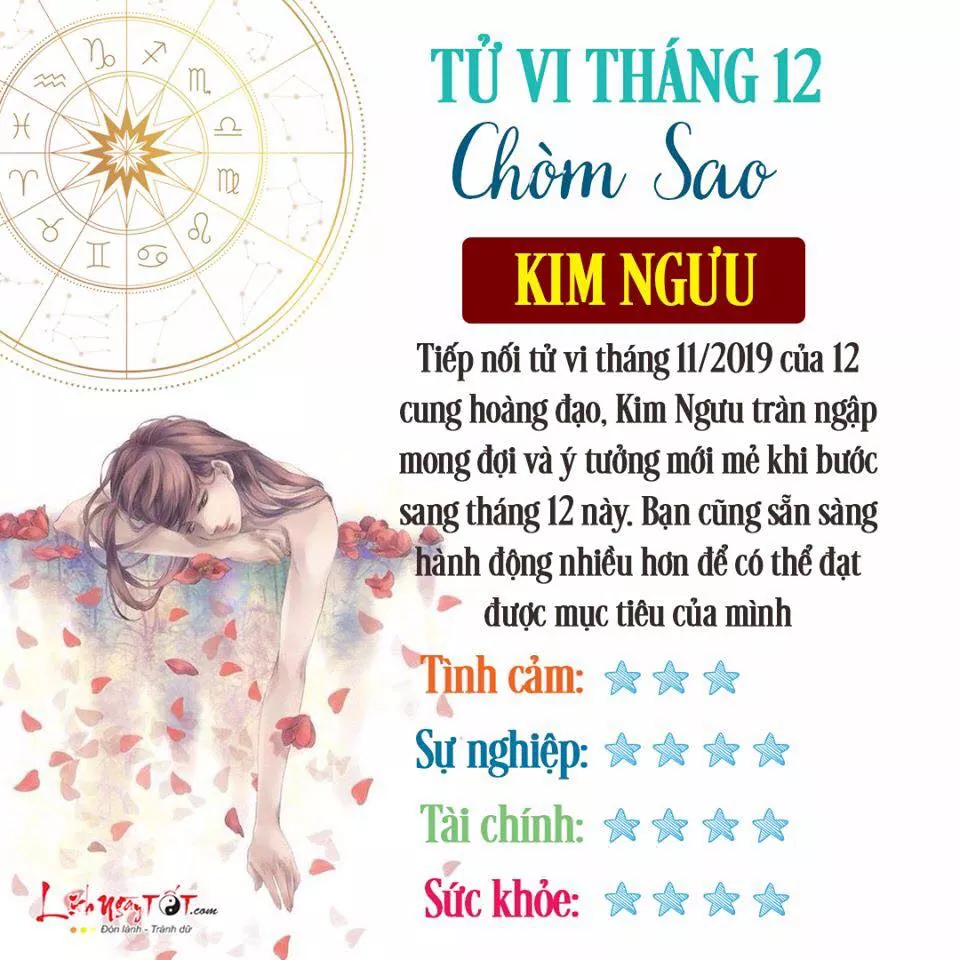 TỬ VI THÁNG 12
Chòm Sao
KIM NGƯU
Tiếp nối tử vi tháng 11/2019 của 12
cung hoàng đạo, Kim Ngưu tràn ngập
mong đợi và ý tưởng mới mẻ khi bước
sang tháng 12 này. Bạn cũng sẵn sàng
hành động nhiều hơn để có thể đạt
được mục tiêu của mình
Tình cảm:
Sự nghiệp:
Tài chính:
Sức khỏe:
Lịch Ngày TỐT.com
Đón lành - Tránh dữ